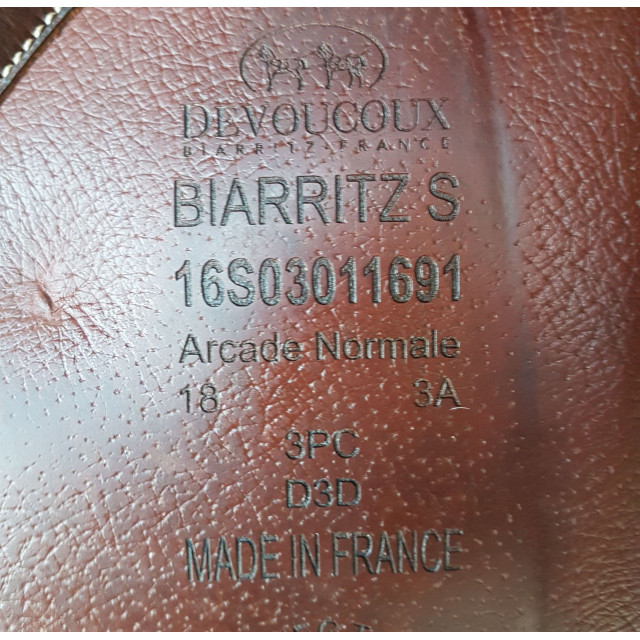 DEVOUCOUX
BIARRITZ-FRANCE
BIARRITZ S
16S03011691
Arcade Normale
18 3A
3PC
D3D
MADE IN FRANCE